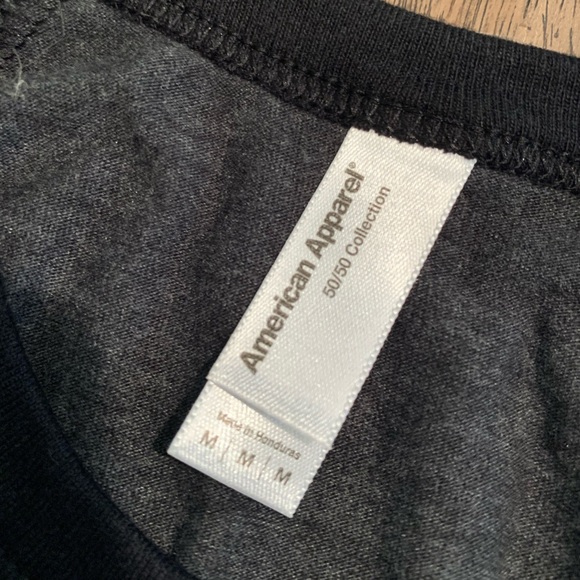 American Apparel®
50/50 Collection
Made in Honduras
M | M | M